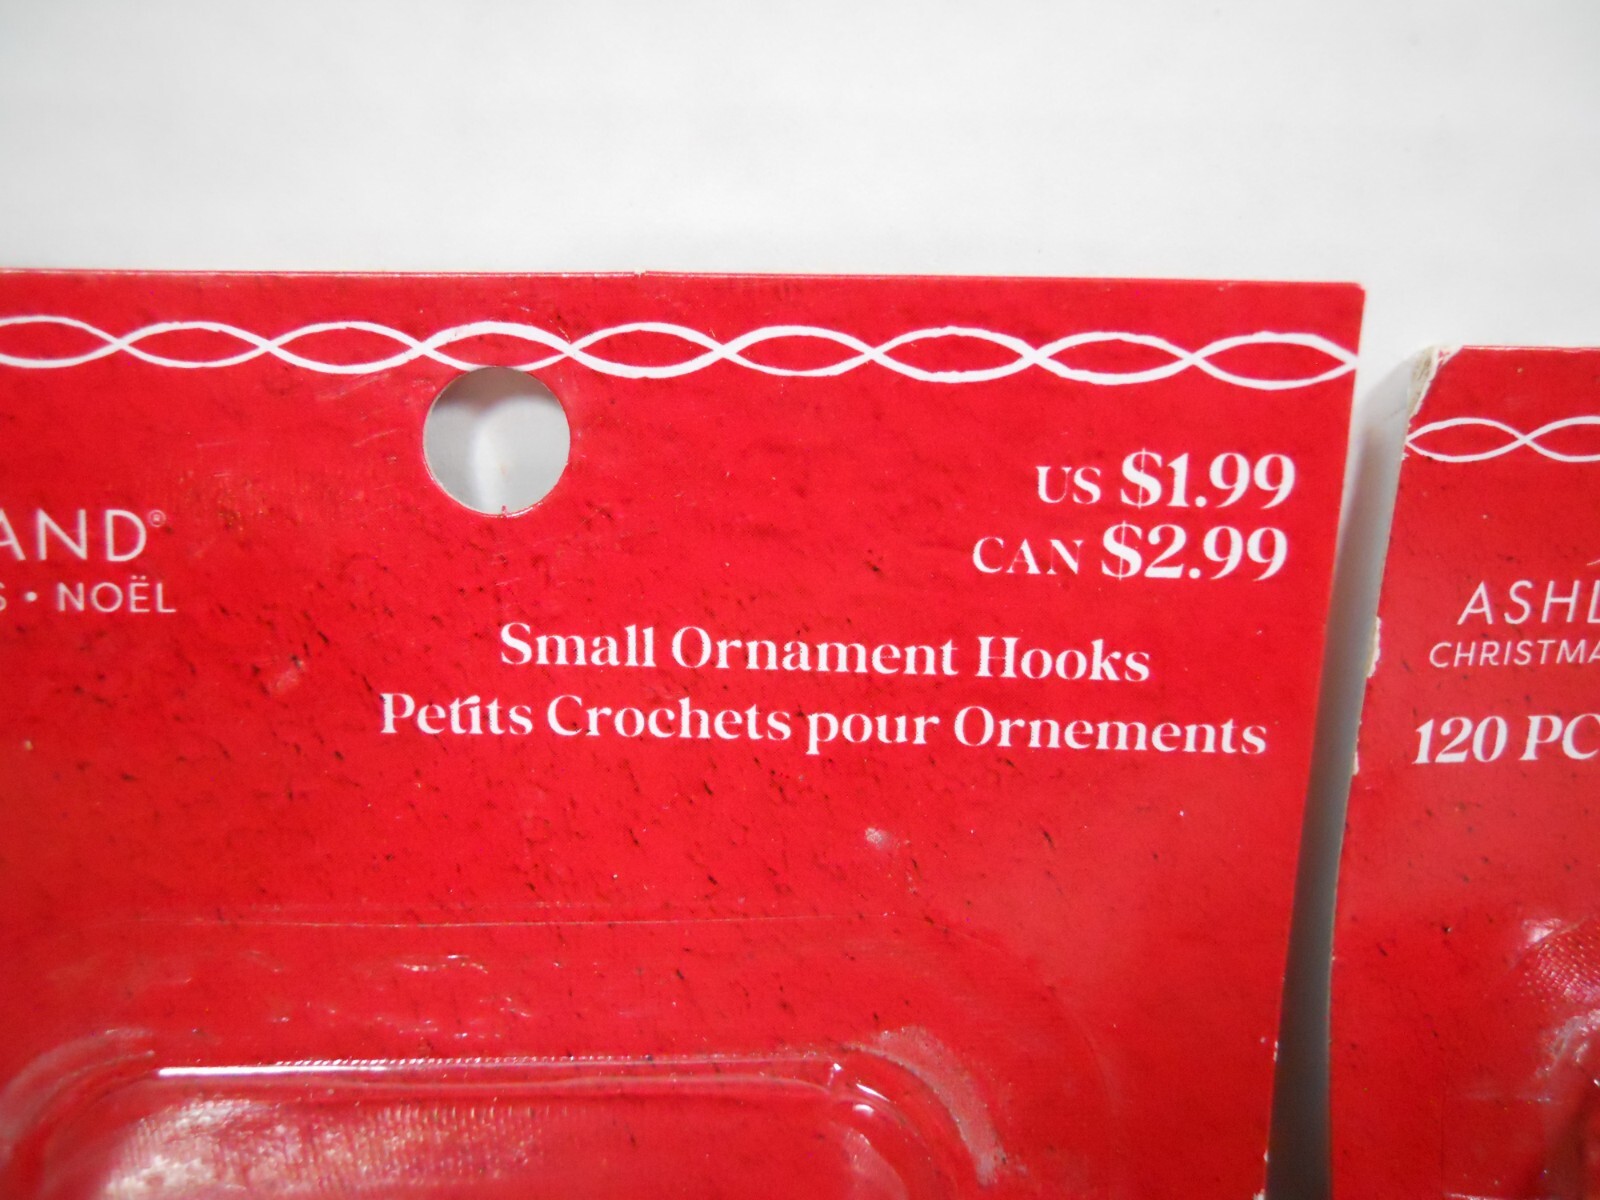 AND®
S • NOËL
US $1.99
CAN $2.99
Small Ornament Hooks
Petits Crochets pour Ornements
ASHL
CHRISTMA
120 PC